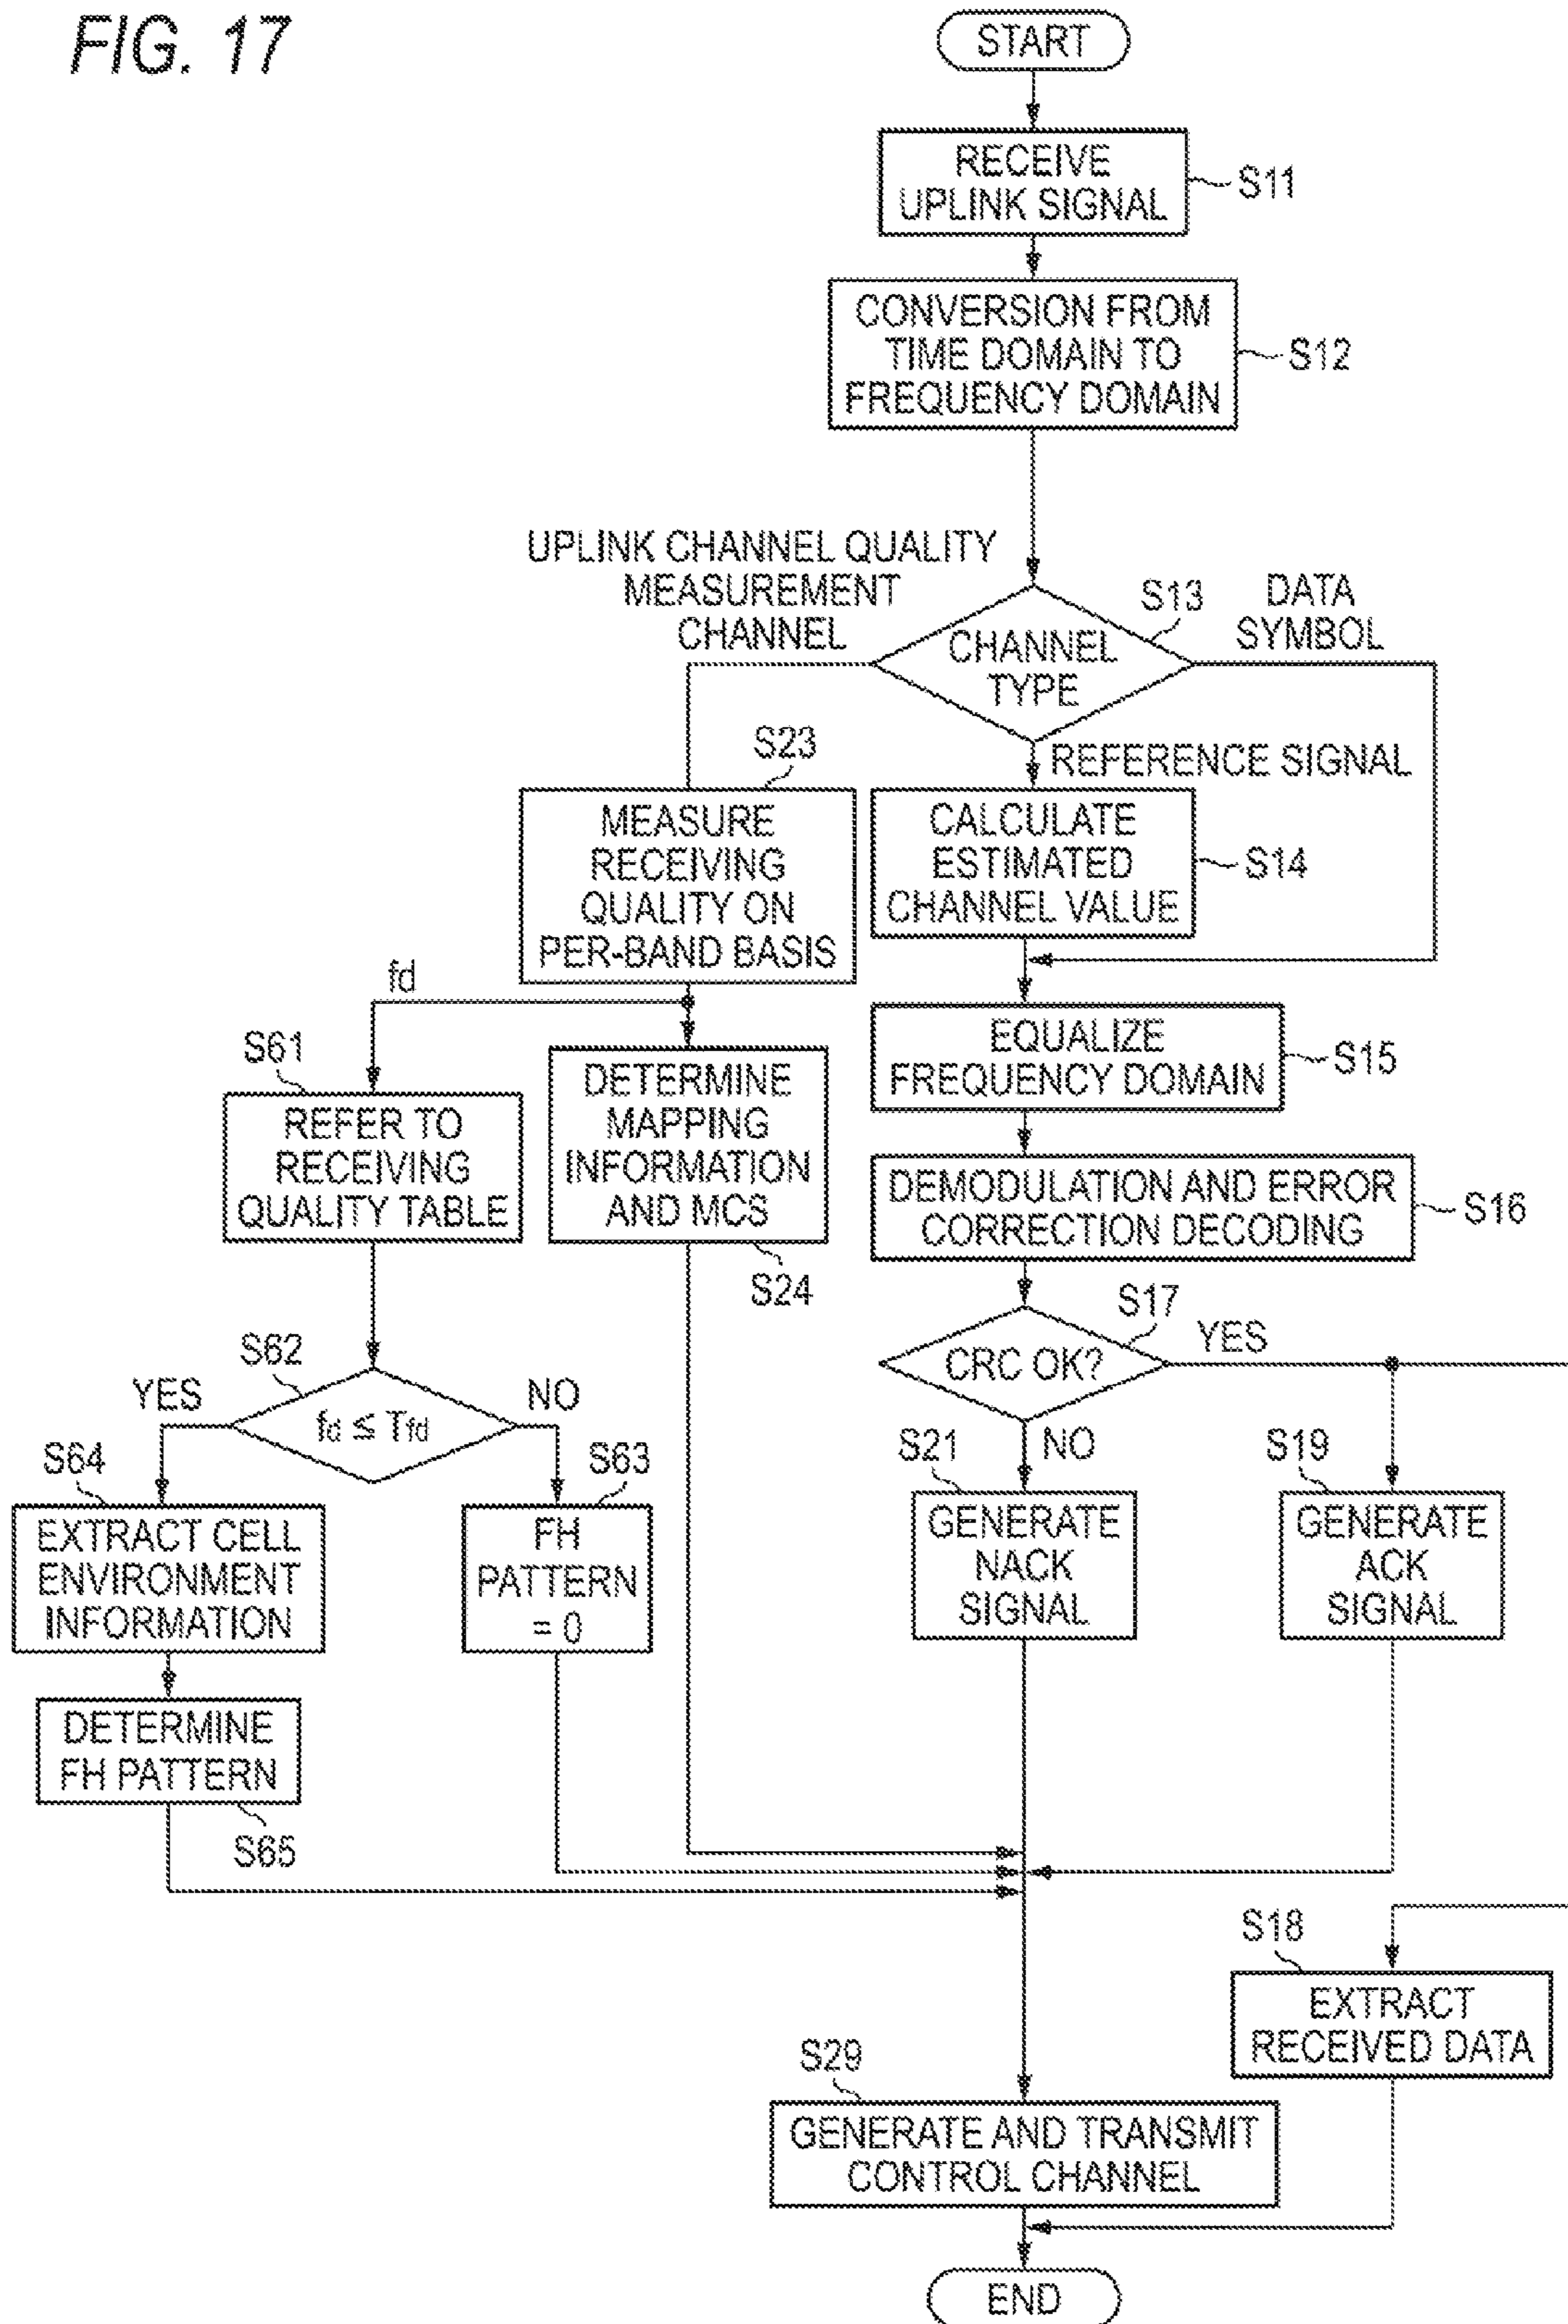 FIG. 17
START
RECEIVE
UPLINK SIGNAL
S11
CONVERSION FROM
TIME DOMAIN TO
FREQUENCY DOMAIN
S12
UPLINK CHANNEL QUALITY
MEASUREMENT
CHANNEL
S13
DATA
SYMBOL
CHANNEL
TYPE
REFERENCE SIGNAL
S23
MEASURE
RECEIVING
QUALITY ON
PER-BAND BASIS
CALCULATE
ESTIMATED
CHANNEL VALUE
S14
fd
S61
REFER TO
RECEIVING
QUALITY TABLE
DETERMINE
MAPPING
INFORMATION
AND MCS
S24
EQUALIZE
FREQUENCY DOMAIN
S15
DEMODULATION AND ERROR
CORRECTION DECODING
S16
S17
CRC OK?
YES
NO
S62
YES
fd ≦ Tfd
NO
S64
EXTRACT CELL
ENVIRONMENT
INFORMATION
S63
FH
PATTERN
= 0
S21
GENERATE
NACK
SIGNAL
S19
GENERATE
ACK
SIGNAL
DETERMINE
FH PATTERN
S65
S18
EXTRACT
RECEIVED DATA
S29
GENERATE AND TRANSMIT
CONTROL CHANNEL
END